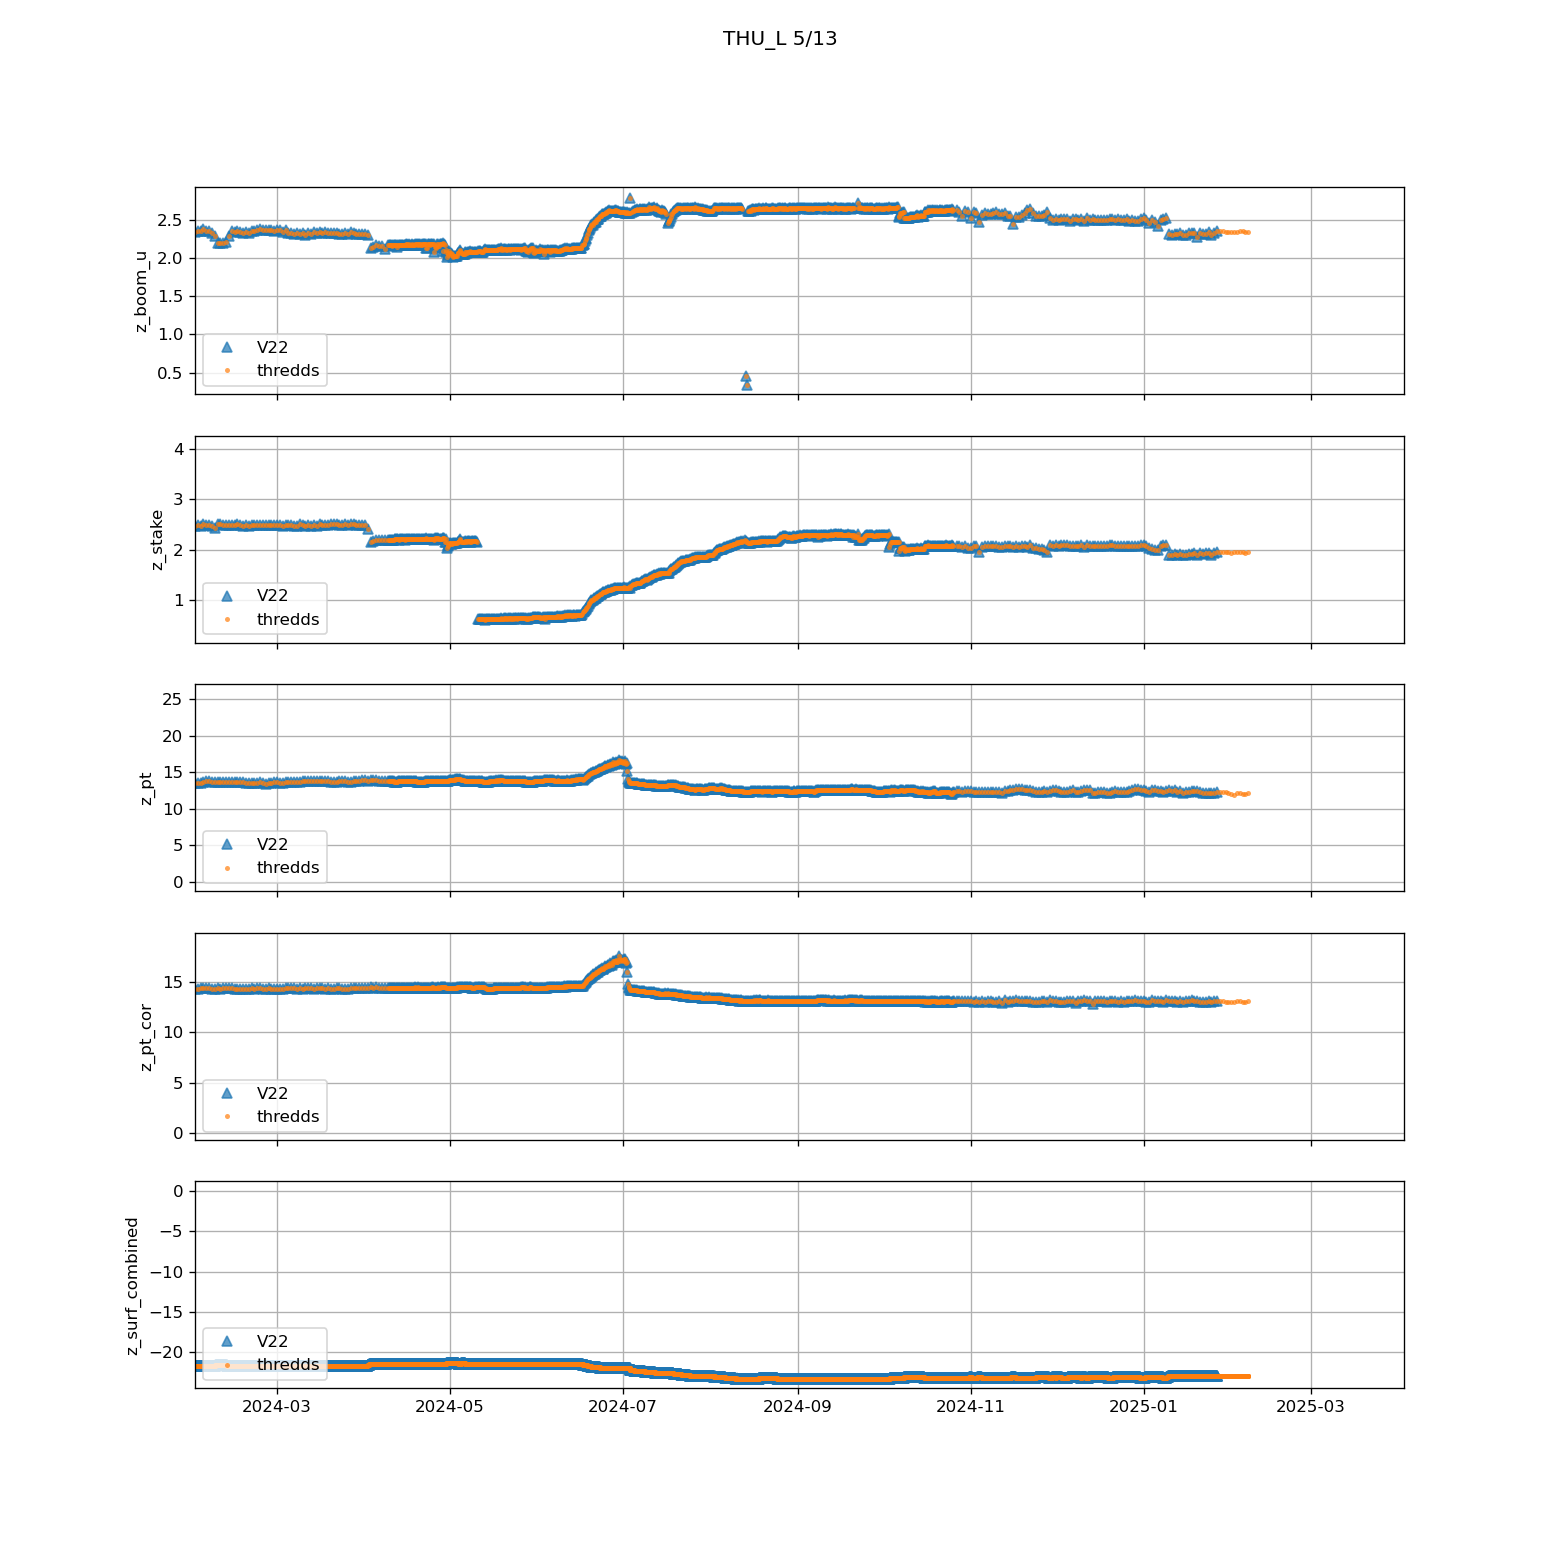 THU_L 5/13
z_boom_u
2.5
2.0
1.5
1.0
0.5
V22
thredds
z_stake
4
3
2
1
V22
thredds
z_pt
25
20
15
10
5
0
V22
thredds
z_pt_cor
15
10
5
0
V22
thredds
z_surf_combined
0
−5
−10
−15
−20
V22
thredds
2024-03 2024-05 2024-07 2024-09 2024-11 2025-01 2025-03